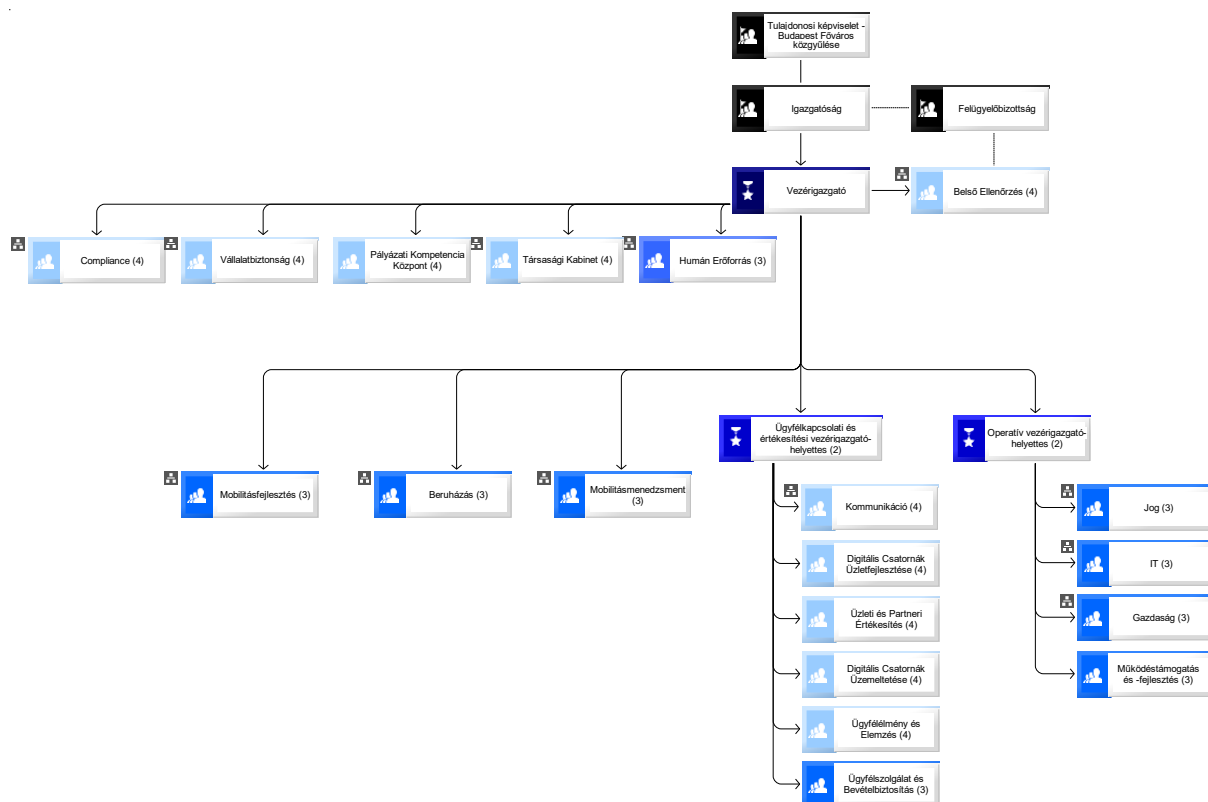 Tulajdonosi képviselet -
Budapest Főváros
közgyűlése
Igazgatóság
Felügyelőbizottság
Vezérigazgató
Belső Ellenőrzés (4)
Compliance (4)
Vállalatbiztonság (4)
Pályázati Kompetencia
Központ (4)
Társasági Kabinet (4)
Humán Erőforrás (3)
Ügyfélkapcsolati és
értékesítési vezérigazgató-
helyettes (2)
Operatív vezérigazgató-
helyettes (2)
Mobilitásfejlesztés (3)
Beruházás (3)
Mobilitásmenedzsment
(3)
Kommunikáció (4)
Digitális Csatornák
Üzletfejlesztése (4)
Üzleti és Partneri
Értékesítés (4)
Digitális Csatornák
Üzemeltetése (4)
Ügyfélélmény és
Elemzés (4)
Ügyfélszolgálat és
Bevételbiztosítás (3)
Jog (3)
IT (3)
Gazdaság (3)
Működéstámogatás
és -fejlesztés (3)